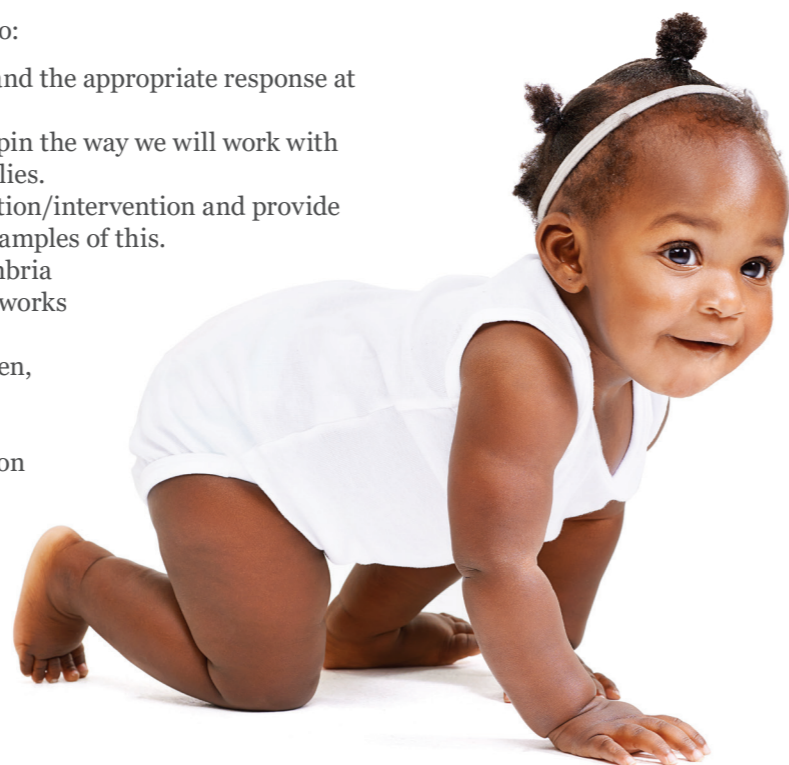 o:
and the appropriate response at
pin the way we will work with
lies.
tion/intervention and provide
amples of this.
nbria
works
en,
on